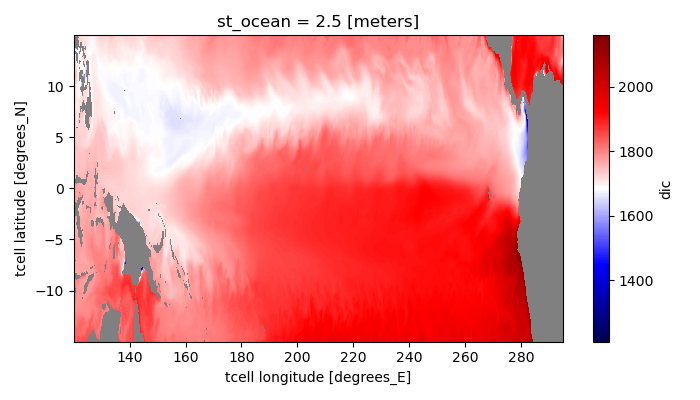 st_ocean = 2.5 [meters]
tcell latitude [degrees_N]
10
5
0
−5
−10
140 160 180 200 220 240 260 280
tcell longitude [degrees_E]
2000
1800
1600
1400
dic